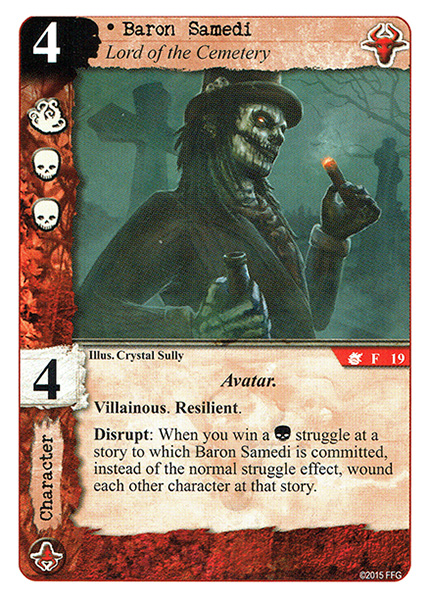 4
• Baron Samedi
Lord of the Cemetery
Illus. Crystal Sully
F 19
4
Avatar.
Villainous. Resilient.
Disrupt: When you win a struggle at a
story to which Baron Samedi is committed,
instead of the normal struggle effect, wound
each other character at that story.
Character
©2015 FFG